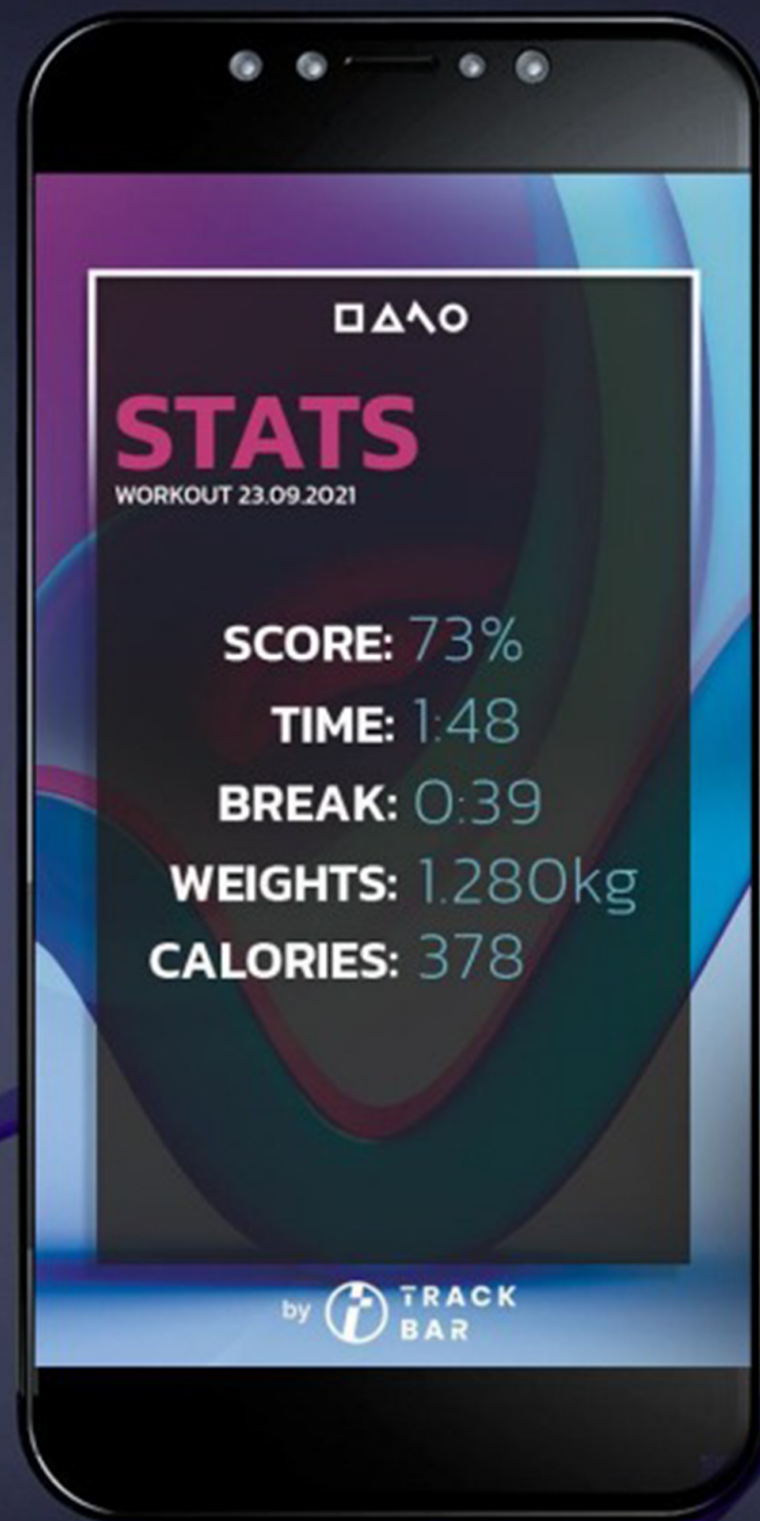 STATS
WORKOUT 23.09.2021
SCORE: 73%
TIME: 1:48
BREAK: 0:39
WEIGHTS: 1.280kg
CALORIES: 378
by TRACK
BAR